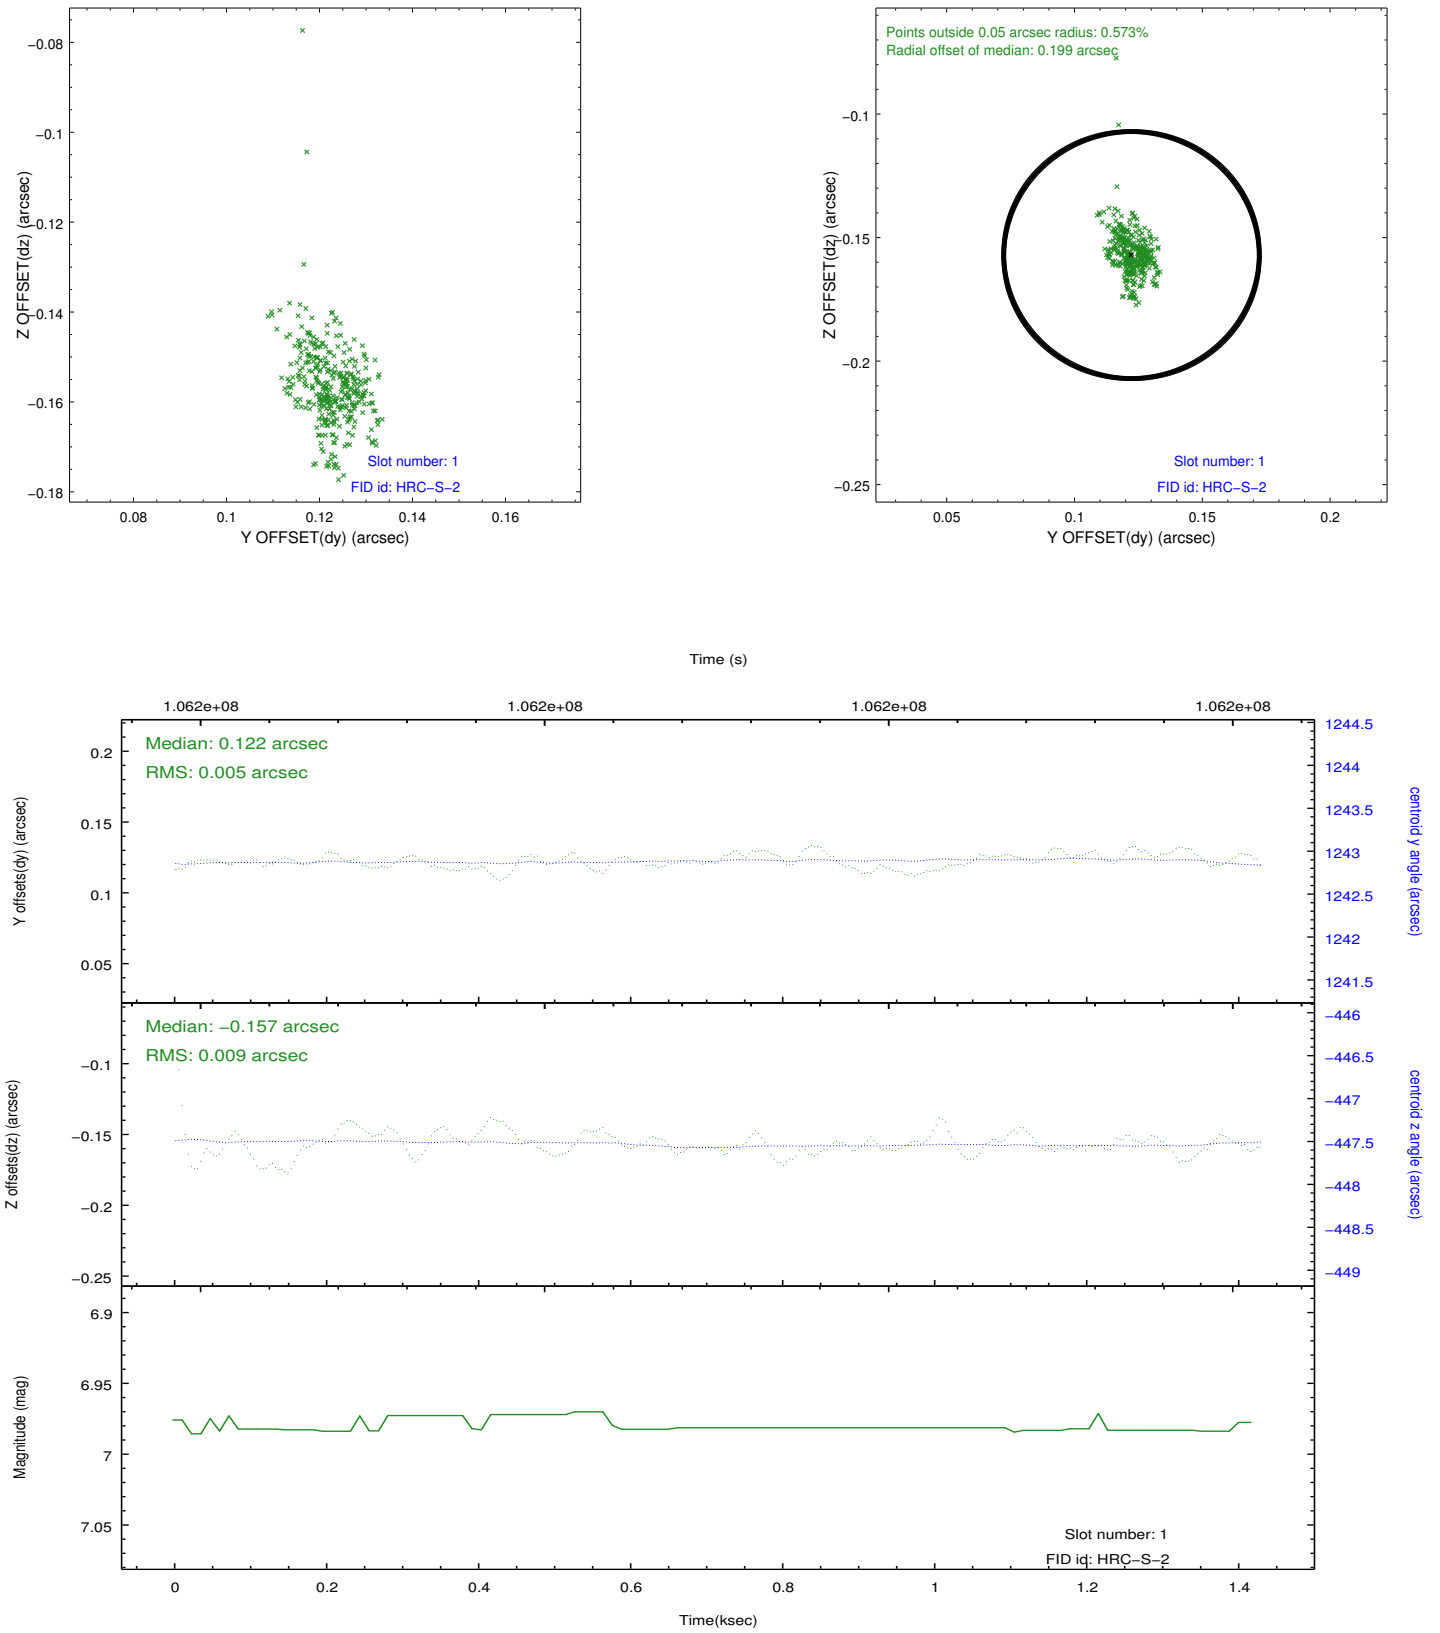 −0.08
−0.1
−0.12
−0.14
−0.16
−0.18
Z OFFSET(dz) (arcsec)
Slot number: 1
FID id: HRC−S−2
0.08
0.1
0.12
0.14
0.16
Y OFFSET(dy) (arcsec)
Points outside 0.05 arcsec radius: 0.573%
Radial offset of median: 0.199 arcsec
−0.1
−0.15
−0.2
−0.25
Z OFFSET(dz) (arcsec)
Slot number: 1
FID id: HRC−S−2
0.05
0.1
0.15
0.2
Y OFFSET(dy) (arcsec)
Time (s)
1.062e+08
1.062e+08
1.062e+08
1.062e+08
Median: 0.122 arcsec
RMS: 0.005 arcsec
0.2
0.15
0.1
0.05
Y offsets(dy) (arcsec)
1244.5
1244
1243.5
1243
1242.5
1242
1241.5
centroid y angle (arcsec)
Median: −0.157 arcsec
RMS: 0.009 arcsec
−0.1
−0.15
−0.2
−0.25
Z offsets(dz) (arcsec)
−446
−446.5
−447
−447.5
−448
−448.5
−449
centroid z angle (arcsec)
6.9
6.95
7
7.05
Magnitude (mag)
Slot number: 1
FID id: HRC−S−2
0
0.2
0.4
0.6
0.8
1
1.2
1.4
Time(ksec)